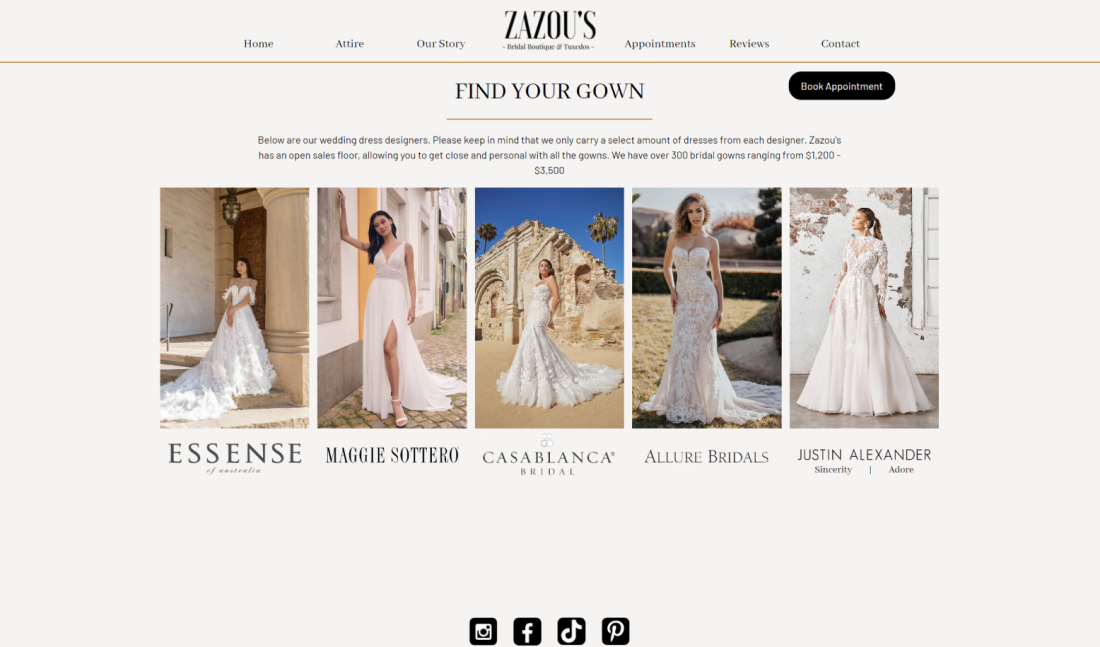 ZAZOU'S
- Bridal Boutique & Tuxedos -
Home Attire Our Story Appointments Reviews Contact
FIND YOUR GOWN
Book Appointment
Below are our wedding dress designers. Please keep in mind that we only carry a select amount of dresses from each designer. Zazou's
has an open sales floor, allowing you to get close and personal with all the gowns. We have over 300 bridal gowns ranging from $1,200 -
$3,500
ESSENSE
of australia
MAGGIE SOTTERO
CASABLANCA®
BRIDAL
ALLURE BRIDALS
JUSTIN ALEXANDER
Sincerity | Adore